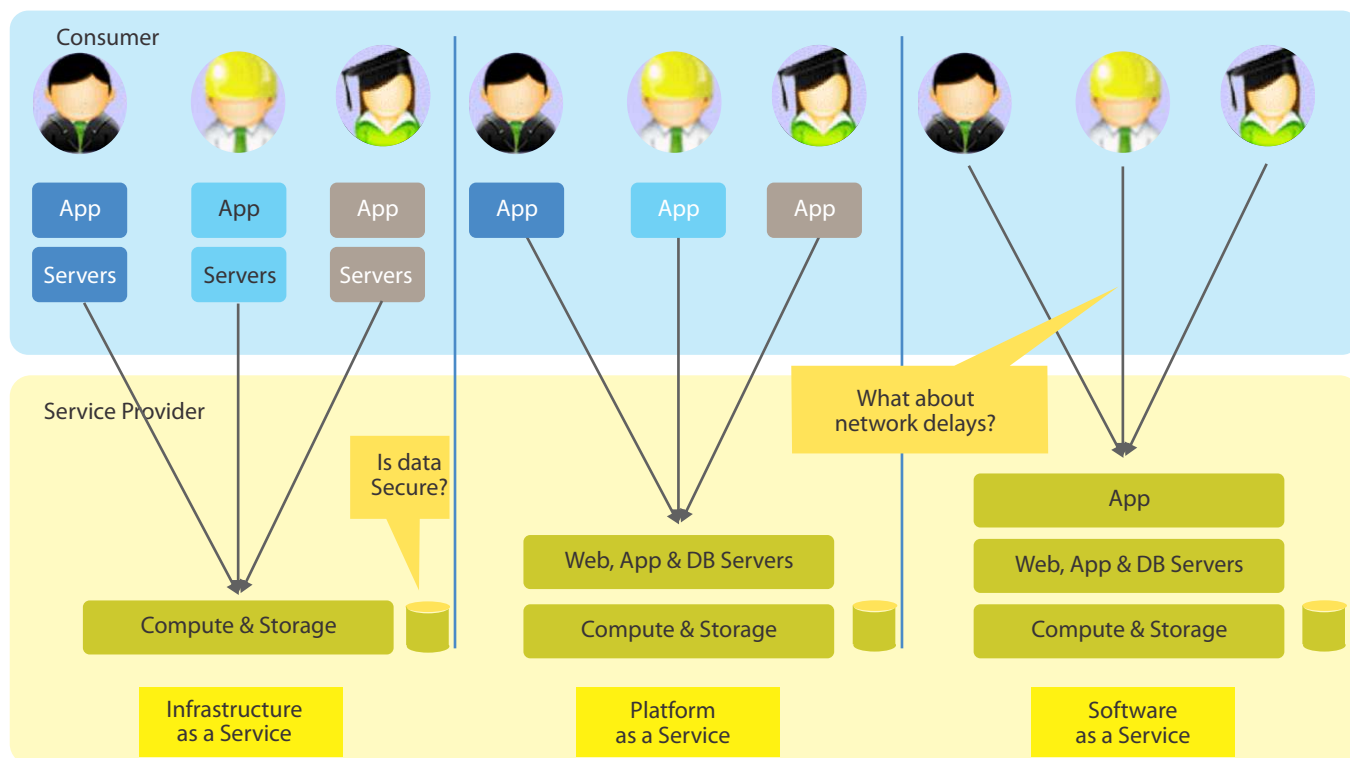 Consumer
App
App
App
App
App
App
Servers
Servers
Servers
Service Provider
What about
network delays?
Is data
Secure?
App
Web, App & DB Servers
Web, App & DB Servers
Compute & Storage
Compute & Storage
Compute & Storage
Infrastructure
as a Service
Platform
as a Service
Software
as a Service